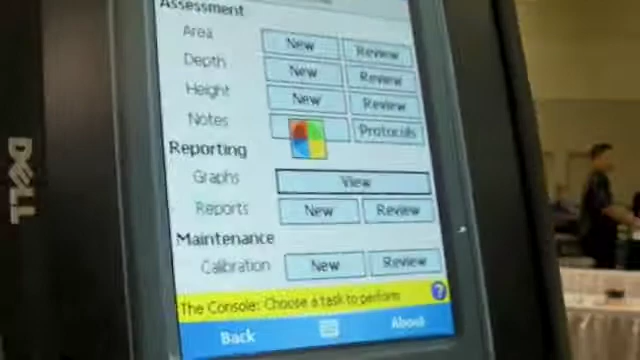 Assessment
Area New Review
Depth New Review
Height New Review
Notes Protocols
Reporting
Graphs View
Reports New Review
Maintenance
Calibration New Review
The Console: Choose a task to perform ?
Back About
DELL